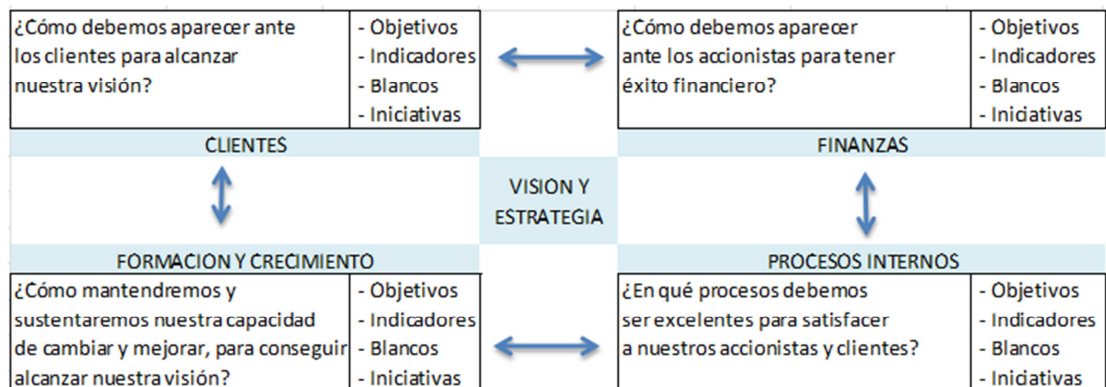 ¿Cómo debemos aparecer ante
los clientes para alcanzar
nuestra visión?
- Objetivos
- Indicadores
- Blancos
- Iniciativas
CLIENTES
¿Cómo debemos aparecer
ante los accionistas para tener
éxito financiero?
- Objetivos
- Indicadores
- Blancos
- Iniciativas
FINANZAS
VISION Y
ESTRATEGIA
FORMACION Y CRECIMIENTO
¿Cómo mantendremos y
sustentaremos nuestra capacidad
de cambiar y mejorar, para conseguir
alcanzar nuestra visión?
- Objetivos
- Indicadores
- Blancos
- Iniciativas
PROCESOS INTERNOS
¿En qué procesos debemos
ser excelentes para satisfacer
a nuestros accionistas y clientes?
- Objetivos
- Indicadores
- Blancos
- Iniciativas